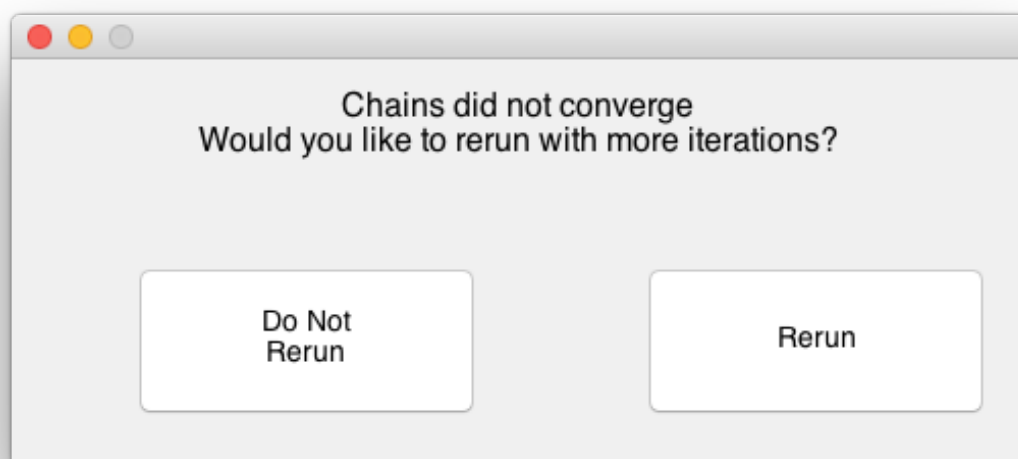 Chains did not converge
Would you like to rerun with more iterations?
Do Not
Rerun
Rerun